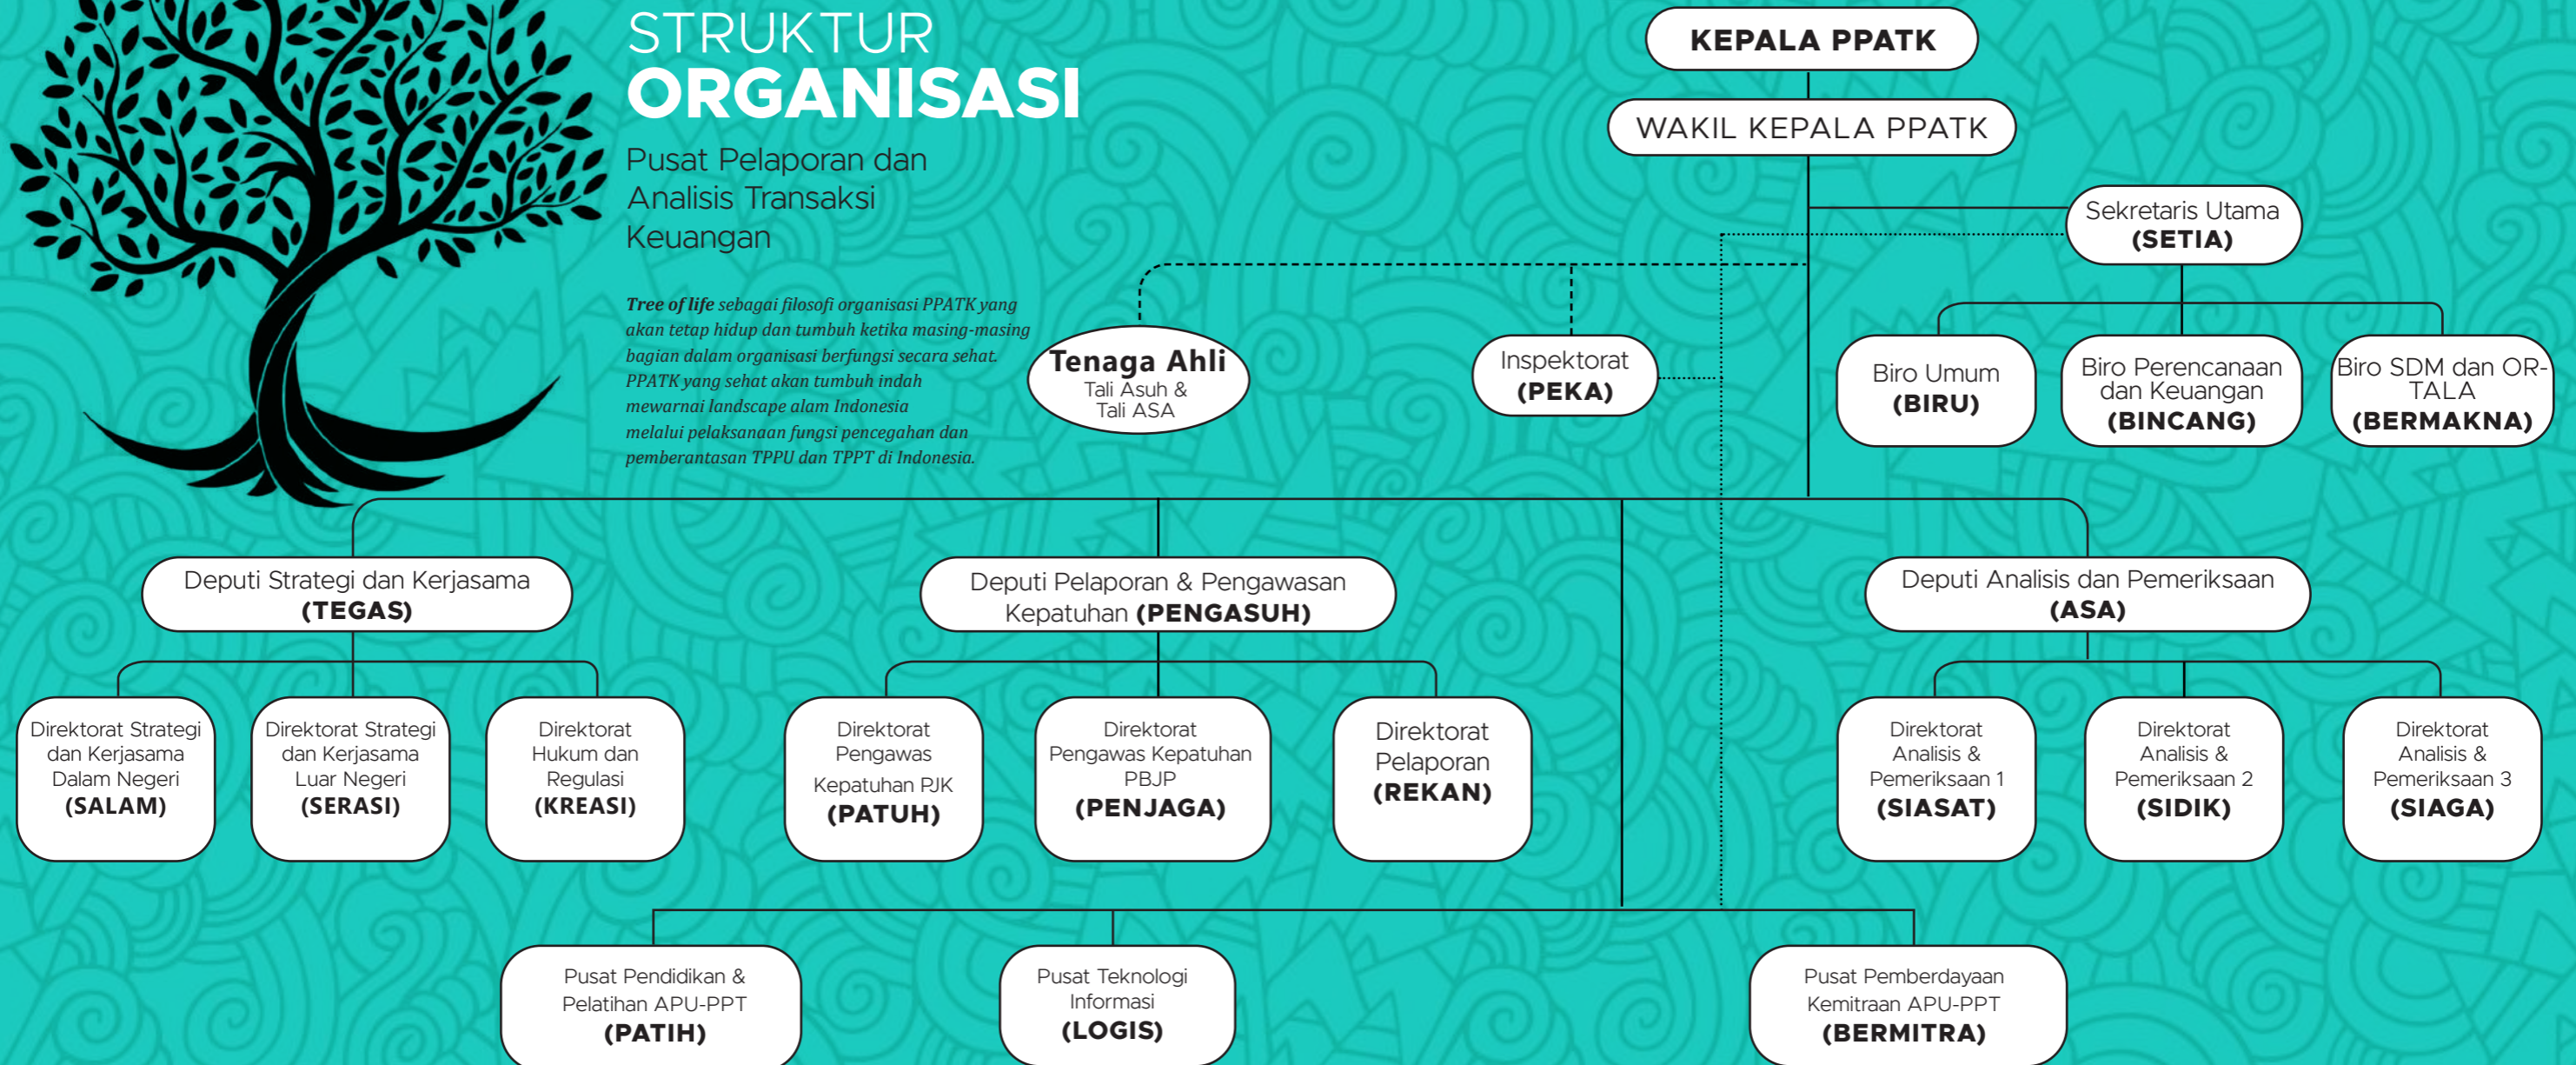 STRUKTUR
ORGANISASI
Pusat Pelaporan dan
Analisis Transaksi
Keuangan
Tree of life sebagai filosofi organisasi PPATK yang
akan tetap hidup dan tumbuh ketika masing-masing
bagian dalam organisasi berfungsi secara sehat.
PPATK yang sehat akan tumbuh indah
mewarnai landscape alam Indonesia
melalui pelaksanaan fungsi pencegahan dan
pemberantasan TPPU dan TPPT di Indonesia.
KEPALA PPATK
WAKIL KEPALA PPATK
Sekretaris Utama
(SETIA)
Tenaga Ahli
Tali Asuh &
Tali ASA
Inspektorat
(PEKA)
Biro Umum
(BIRU)
Biro Perencanaan
dan Keuangan
(BINCANG)
Biro SDM dan OR-
TALA
(BERMAKNA)
Deputi Strategi dan Kerjasama
(TEGAS)
Deputi Pelaporan & Pengawasan
Kepatuhan (PENGASUH)
Deputi Analisis dan Pemeriksaan
(ASA)
Direktorat Strategi
dan Kerjasama
Dalam Negeri
(SALAM)
Direktorat Strategi
dan Kerjasama
Luar Negeri
(SERASI)
Direktorat
Hukum dan
Regulasi
(KREASI)
Direktorat
Pengawas
Kepatuhan PJK
(PATUH)
Direktorat
Pengawas Kepatuhan
PBJP
(PENJAGA)
Direktorat
Pelaporan
(REKAN)
Direktorat
Analisis &
Pemeriksaan 1
(SIASAT)
Direktorat
Analisis &
Pemeriksaan 2
(SIDIK)
Direktorat
Analisis &
Pemeriksaan 3
(SIAGA)
Pusat Pendidikan &
Pelatihan APU-PPT
(PATIH)
Pusat Teknologi
Informasi
(LOGIS)
Pusat Pemberdayaan
Kemitraan APU-PPT
(BERMITRA)